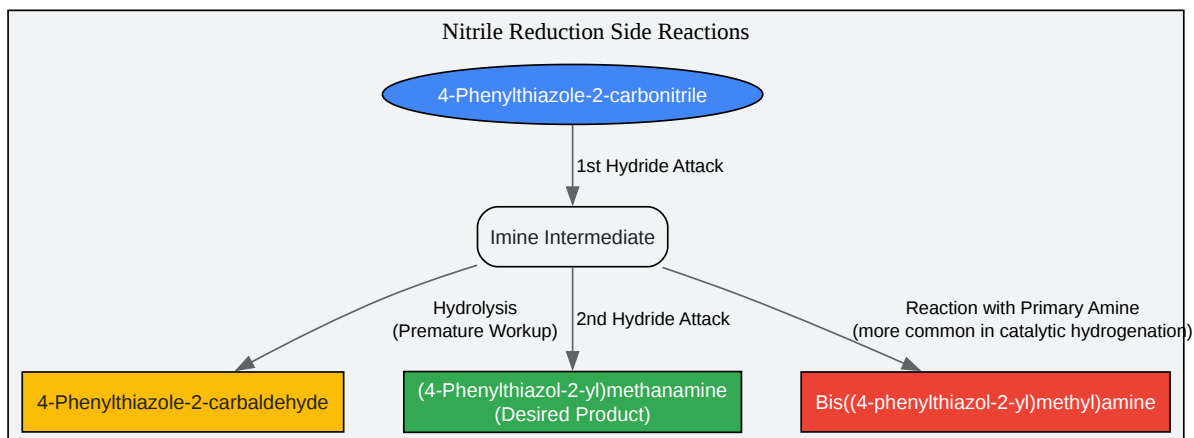 Nitrile Reduction Side Reactions
4-Phenylthiazole-2-carbonitrile
1st Hydride Attack
Imine Intermediate
Hydrolysis
(Premature Workup)
2nd Hydride Attack
Reaction with Primary Amine
(more common in catalytic hydrogenation)
4-Phenylthiazole-2-carbaldehyde
(4-Phenylthiazol-2-yl)methanamine
(Desired Product)
Bis((4-phenylthiazol-2-yl)methyl)amine